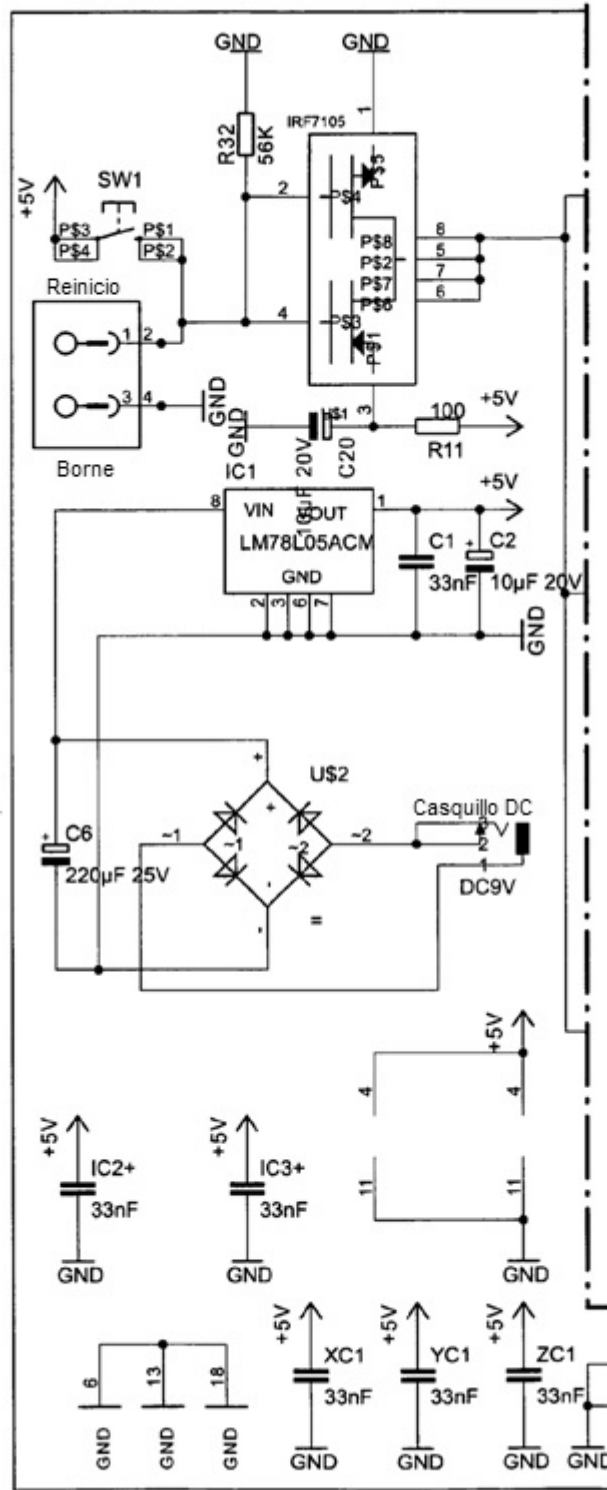 GND
GND
1
IRF7105
R32
56K
P$5
SW1
+5V
2
P$4
P$3
P$1
P$4
P$2
P$8
8
P$2
5
P$7
7
P$6
6
Reinicio
1
2
4
P$3
P$1
3
4
GND
3
100
+5V
GND
10µF 20V
C20
R11
Borne
IC1
8
VIN
VOUT
1
+5V
LM78L05ACM
C1
+
C2
33nF
10µF 20V
GND
2
3
6
7
GND
+
U$2
+
Casquillo DC
+
C6
~1
~1
~2
~2
3
2
220µF 25V
1
-
DC9V
-
=
+5V
4
4
+5V
IC2+
33nF
GND
+5V
IC3+
33nF
GND
11
11
GND
+5V
XC1
33nF
GND
+5V
YC1
33nF
GND
+5V
ZC1
33nF
GND
6
13
18
GND
GND
GND
GND